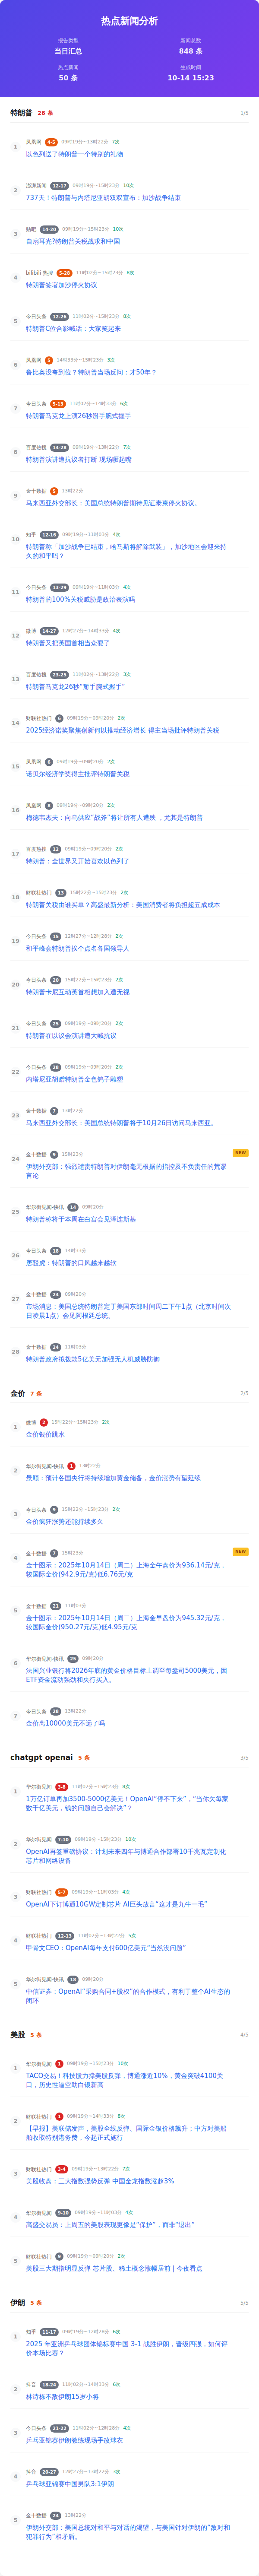 热点新闻分析
报告类型
当日汇总
新闻总数
848 条
热点新闻
50 条
生成时间
10-14 15:23
特朗普 28 条 1/5
1
凤凰网 4-5 09时19分~13时22分 7次
以色列送了特朗普一个特别的礼物
2
澎湃新闻 12-17 09时19分~15时23分 10次
737天！特朗普与内塔尼亚胡双双宣布：加沙战争结束
3
贴吧 14-20 09时19分~15时23分 10次
自扇耳光?特朗普关税战求和中国
4
bilibili 热搜 5-28 11时02分~15时23分 8次
特朗普签署加沙停火协议
5
今日头条 12-26 11时02分~15时23分 8次
特朗普C位合影喊话：大家笑起来
6
凤凰网 5 14时33分~15时23分 3次
鲁比奥没夸到位？特朗普当场反问：才50年？
7
今日头条 5-13 11时02分~14时33分 6次
特朗普马克龙上演26秒掰手腕式握手
8
百度热搜 14-28 09时19分~13时22分 7次
特朗普演讲遭抗议者打断 现场噘起嘴
9
金十数据 5 13时22分
马来西亚外交部长：美国总统特朗普期待见证泰柬停火协议。
10
知乎 12-16 09时19分~12时03分 4次
特朗普称「加沙战争已结束，哈马斯将解除武装」，加沙地区会迎来持
久的和平吗？
11
今日头条 13-29 09时19分~11时03分 4次
特朗普的100%关税威胁是政治表演吗
12
微博 14-27 12时27分~14时33分 4次
特朗普又把英国首相当众耍了
13
百度热搜 23-25 11时02分~13时22分 3次
特朗普马克龙26秒“掰手腕式握手”
14
财联社热门 6 09时19分~09时20分 2次
2025经济诺奖聚焦创新何以推动经济增长 得主当场批评特朗普关税
15
凤凰网 6 09时19分~09时20分 2次
诺贝尔经济学奖得主批评特朗普关税
16
凤凰网 8 09时19分~09时20分 2次
梅德韦杰夫：向乌供应“战斧”将让所有人遭殃 ，尤其是特朗普
17
百度热搜 12 09时19分~09时20分 2次
特朗普：全世界又开始喜欢以色列了
18
财联社热门 13 15时22分~15时23分 2次
特朗普关税由谁买单？高盛最新分析：美国消费者将负担超五成成本
19
今日头条 15 12时27分~12时28分 2次
和平峰会特朗普挨个点名各国领导人
20
今日头条 20 15时22分~15时23分 2次
特朗普卡尼互动英首相想加入遭无视
21
今日头条 25 09时19分~09时20分 2次
特朗普在以议会演讲遭大喊抗议
22
今日头条 28 09时19分~09时20分 2次
内塔尼亚胡赠特朗普金色鸽子雕塑
23
金十数据 7 13时22分
马来西亚外交部长：美国总统特朗普将于10月26日访问马来西亚。
24
金十数据 9 15时23分 NEW
伊朗外交部：强烈谴责特朗普对伊朗毫无根据的指控及不负责任的荒谬
言论
25
华尔街见闻-快讯 14 09时20分
特朗普称将于本周在白宫会见泽连斯基
26
今日头条 19 14时33分
唐驳虎：特朗普的口风越来越软
27
金十数据 24 09时20分
市场消息：美国总统特朗普定于美国东部时间周二下午1点（北京时间次
日凌晨1点）会见阿根廷总统。
28
金十数据 24 11时03分
特朗普政府拟拨款5亿美元加强无人机威胁防御
金价 7 条 2/5
1
微博 2 15时22分~15时23分 2次
金价银价跳水
2
华尔街见闻-快讯 1 13时22分
景顺：预计各国央行将持续增加黄金储备，金价涨势有望延续
3
今日头条 9 15时22分~15时23分 2次
金价疯狂涨势还能持续多久
4
金十数据 7 15时23分 NEW
金十图示：2025年10月14日（周二）上海金午盘价为936.14元/克，
较国际金价(942.9元/克)低6.76元/克
5
金十数据 21 11时03分
金十图示：2025年10月14日（周二）上海金早盘价为945.32元/克，
较国际金价(950.27元/克)低4.95元/克
6
华尔街见闻-快讯 25 09时20分
法国兴业银行将2026年底的黄金价格目标上调至每盎司5000美元，因
ETF资金流动强劲和央行买入。
7
今日头条 28 13时22分
金价离10000美元不远了吗
chatgpt openai 5 条 3/5
1
华尔街见闻 3-8 11时02分~15时23分 8次
1万亿订单再加3500-5000亿美元！OpenAI“停不下来”，“当你欠每家
数千亿美元，钱的问题自己会解决”？
2
华尔街见闻 7-10 09时19分~15时23分 10次
OpenAI再签重磅协议：计划未来四年与博通合作部署10千兆瓦定制化
芯片和网络设备
3
财联社热门 5-7 09时19分~11时03分 4次
OpenAI下订博通10GW定制芯片 AI巨头放言“这才是九牛一毛”
4
财联社热门 12-13 11时02分~13时22分 5次
甲骨文CEO：OpenAI每年支付600亿美元“当然没问题”
5
华尔街见闻-快讯 18 09时20分
中信证券：OpenAI“采购合同+股权”的合作模式，有利于整个AI生态的
闭环
美股 5 条 4/5
1
华尔街见闻 1 09时19分~15时23分 10次
TACO交易！科技股力撑美股反弹，博通涨近10%，黄金突破4100关
口，历史性逼空助白银新高
2
财联社热门 1 09时19分~14时33分 8次
【早报】美联储发声，美股全线反弹、国际金银价格飙升；中方对美船
舶收取特别港务费，今起正式施行
3
财联社热门 3-4 09时19分~13时22分 7次
美股收盘：三大指数强势反弹 中国金龙指数涨超3%
4
华尔街见闻 9-10 09时19分~11时03分 4次
高盛交易员：上周五的美股表现更像是“保护”，而非“退出”
5
财联社热门 9 09时19分~09时20分 2次
美股三大期指明显反弹 芯片股、稀土概念涨幅居前 | 今夜看点
伊朗 5 条 5/5
1
知乎 11-17 09时19分~12时28分 6次
2025 年亚洲乒乓球团体锦标赛中国 3-1 战胜伊朗，晋级四强，如何评
价本场比赛？
2
抖音 18-24 11时02分~14时33分 6次
林诗栋不敌伊朗15岁小将
3
今日头条 21-22 11时02分~12时28分 4次
乒乓亚锦赛伊朗教练现场手改球衣
4
抖音 20-27 12时27分~13时22分 3次
乒乓球亚锦赛中国男队3:1伊朗
5
金十数据 24 13时22分
伊朗外交部：美国总统对和平与对话的渴望，与美国针对伊朗的“敌对和
犯罪行为”相矛盾。